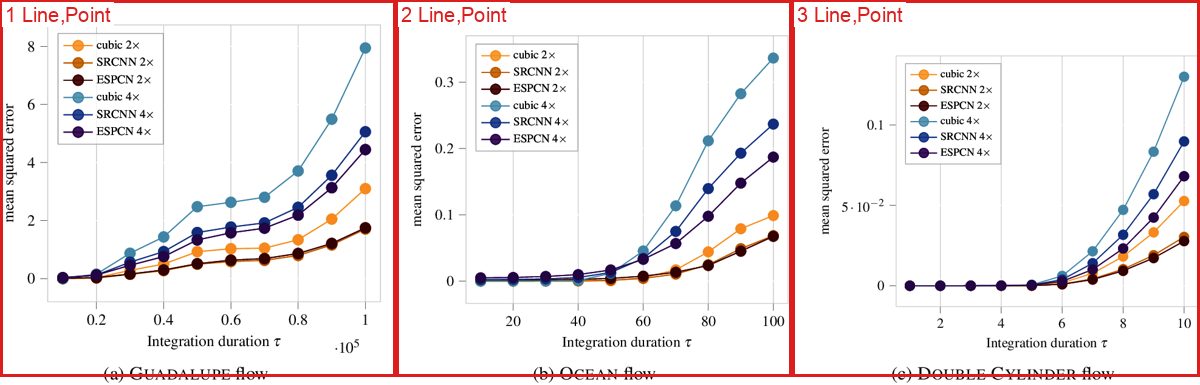 1 Line,Point
8
6
4
2
0
mean squared error
cubic 2×
SRCNN 2×
ESPCN 2×
cubic 4×
SRCNN 4×
ESPCN 4×
0.2 0.4 0.6 0.8 1
Integration duration τ
·10⁵
(a) GUADALUPE flow
2 Line,Point
0.3
0.2
0.1
0
mean squared error
cubic 2×
SRCNN 2×
ESPCN 2×
cubic 4×
SRCNN 4×
ESPCN 4×
20 40 60 80 100
Integration duration τ
(b) OCEAN flow
3 Line,Point
0.1
5·10⁻²
0
mean squared error
cubic 2×
SRCNN 2×
ESPCN 2×
cubic 4×
SRCNN 4×
ESPCN 4×
2 4 6 8 10
Integration duration τ
(c) DOUBLE CYLINDER flow